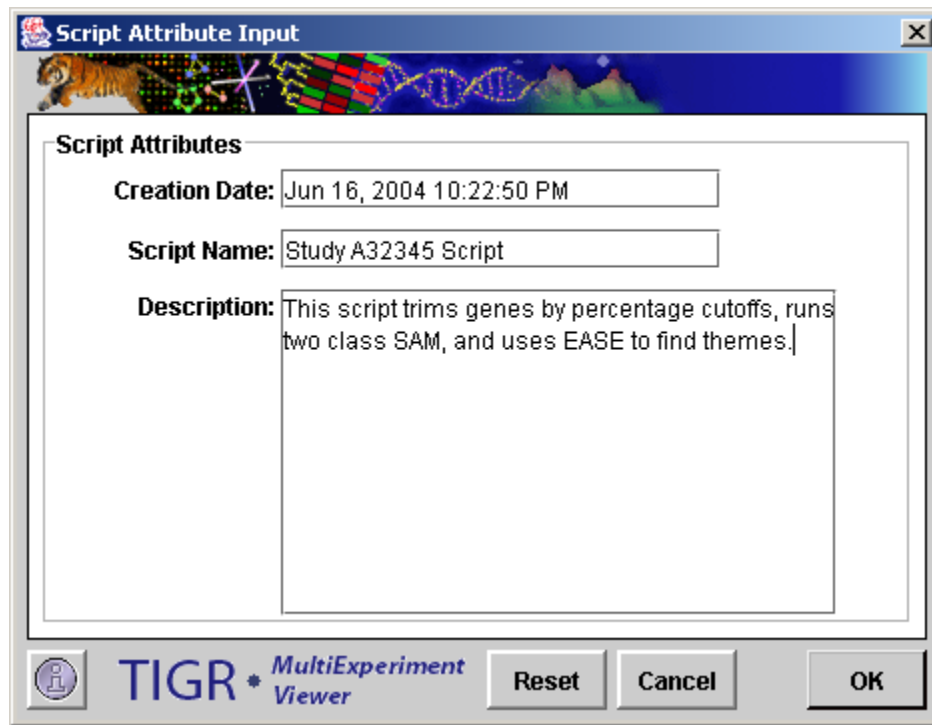 Script Attribute Input
Script Attributes
Creation Date: Jun 16, 2004 10:22:50 PM
Script Name: Study A32345 Script
Description: This script trims genes by percentage cutoffs, runs
two class SAM, and uses EASE to find themes.
TIGR MultiExperiment
Viewer
Reset Cancel OK